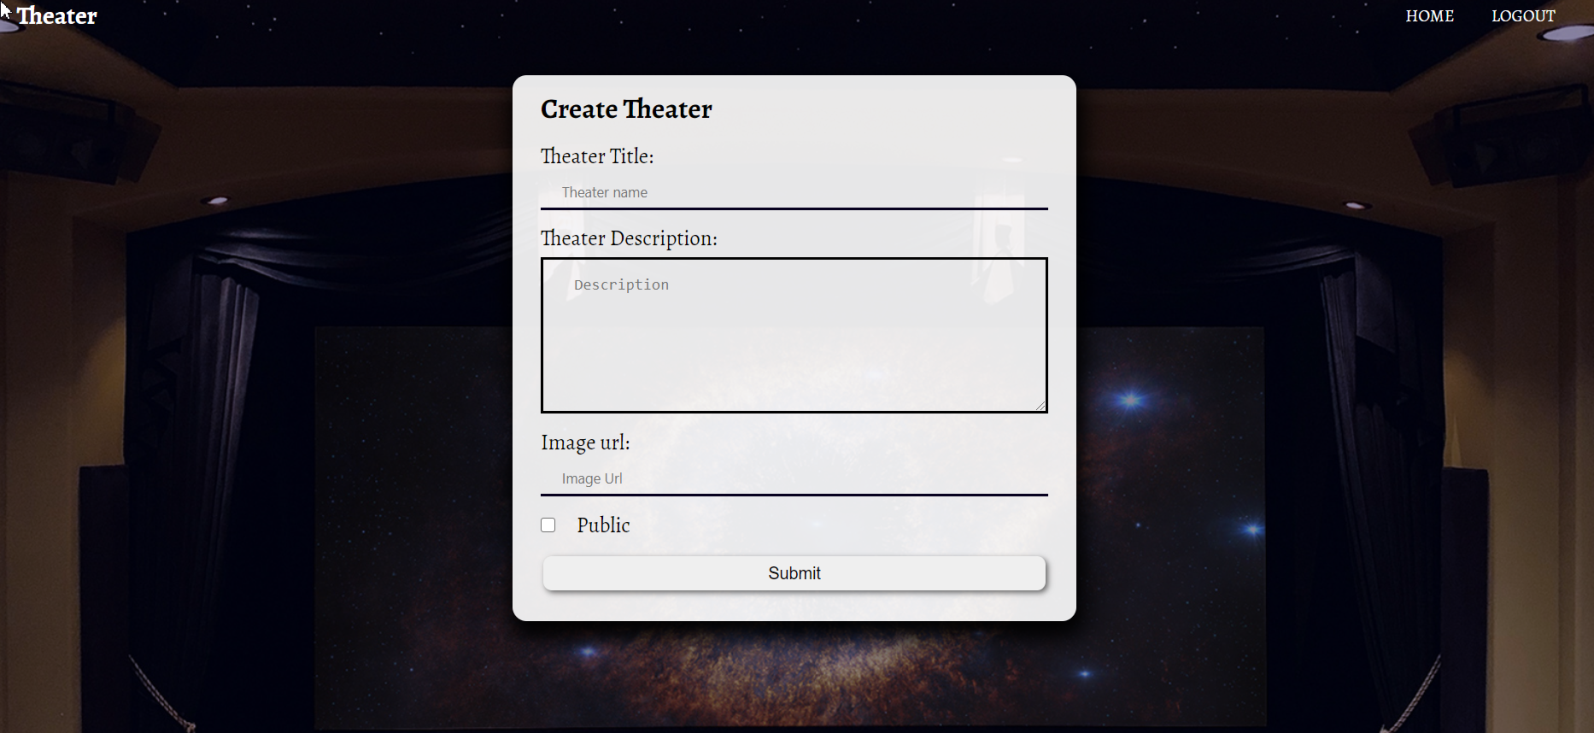 Theater
HOME LOGOUT
Create Theater
Theater Title:
Theater name
Theater Description:
Description
Image url:
Image Url
Public
Submit